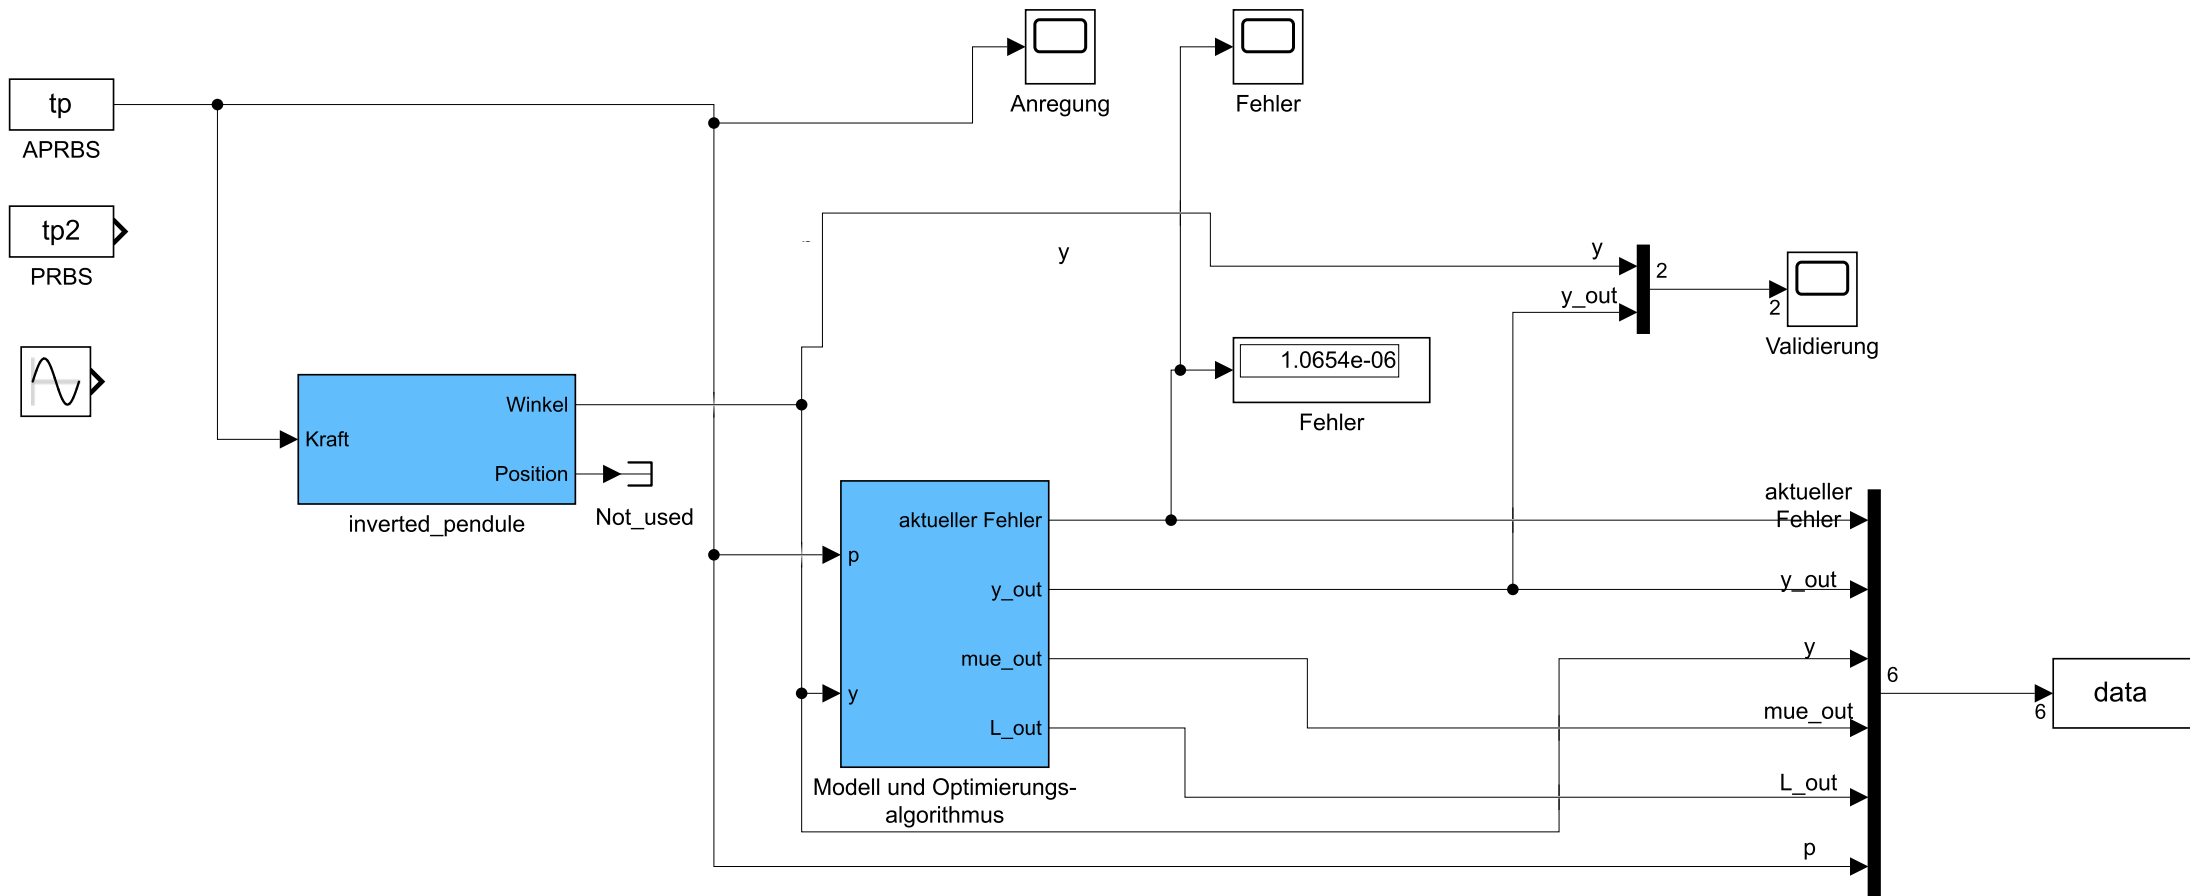 tp
APRBS
tp2
PRBS
Kraft
Winkel
Position
inverted_pendule
Not_used
Anregung
Fehler
y
1.0654e-06
Fehler
y
y_out
2
2
Validierung
p
y
aktueller Fehler
y_out
mue_out
L_out
Modell und Optimierungs-
algorithmus
aktueller
Fehler
y_out
y
mue_out
L_out
p
6
6
data